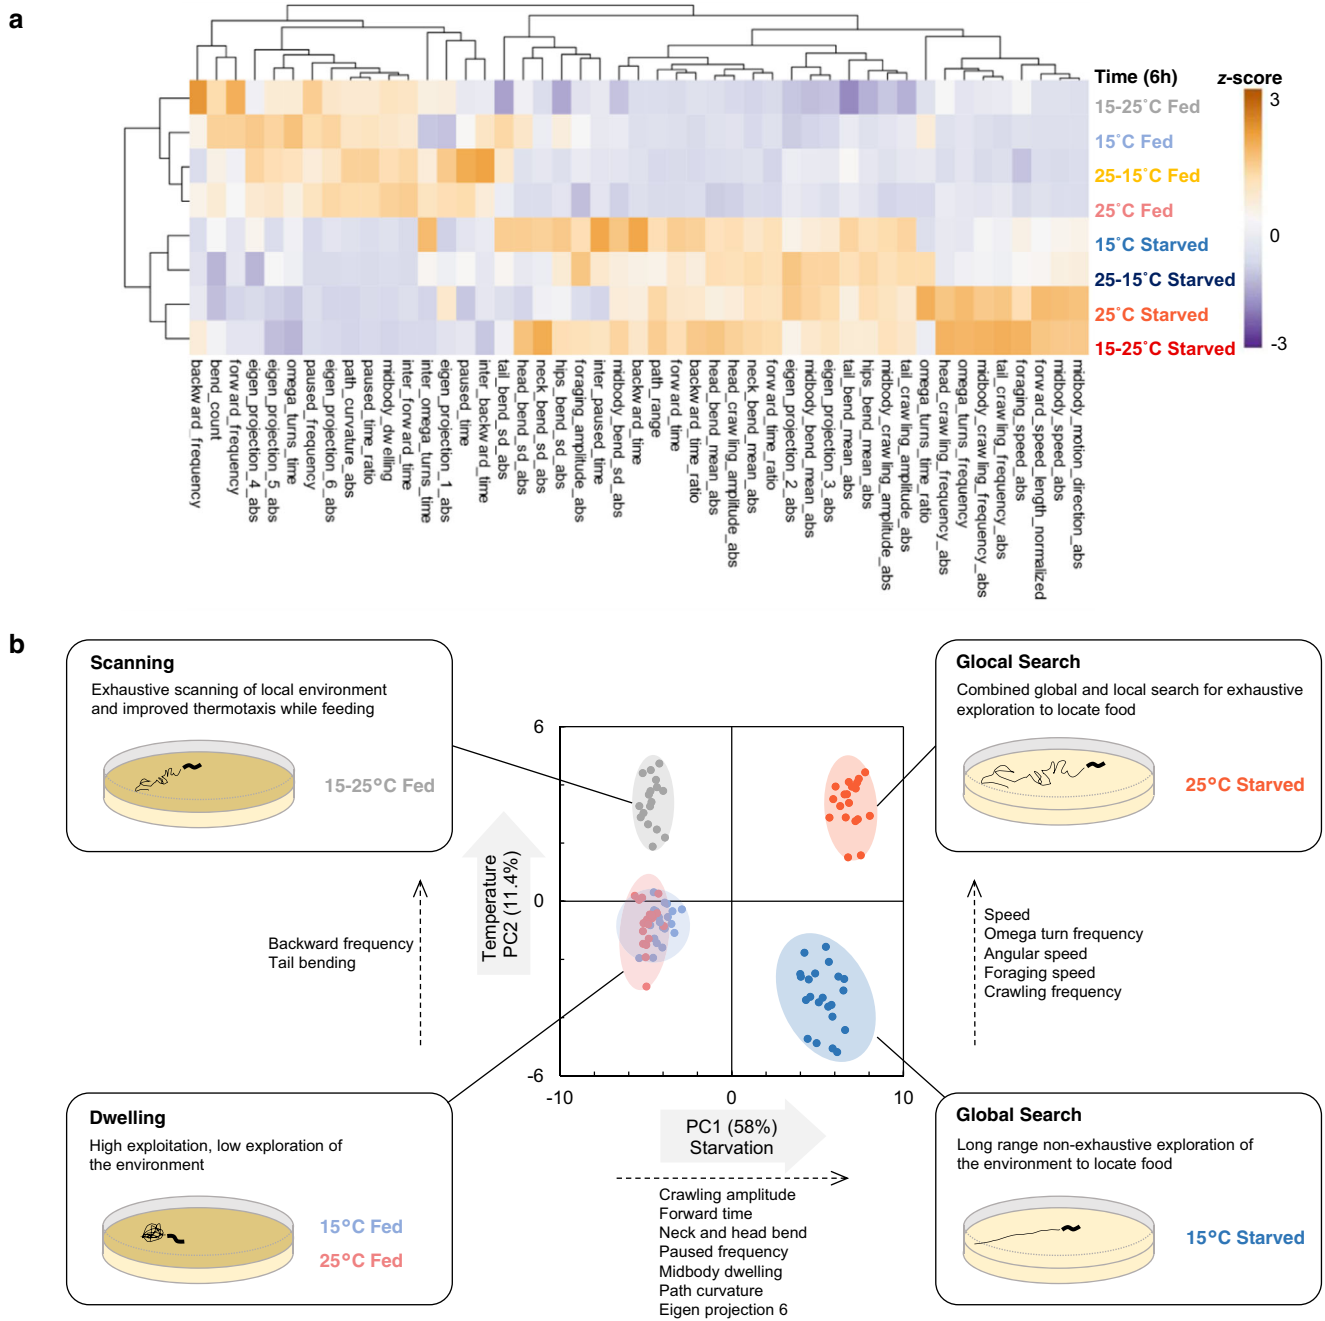 a
Time (6h)
z-score
15-25°C Fed
15°C Fed
25-15°C Fed
25°C Fed
15°C Starved
25-15°C Starved
25°C Starved
15-25°C Starved
3
0
-3
backward_frequency
bend_count
forward_frequency
eigen_projection_4_abs
eigen_projection_5_abs
omega_turns_time
paused_frequency
eigen_projection_6_abs
path_curvature_abs
paused_time_ratio
midbody_dwelling
inter_forward_time
inter_omega_turns_time
eigen_projection_1_abs
paused_time
inter_backward_time
tail_bend_sd_abs
head_bend_sd_abs
neck_bend_sd_abs
hips_bend_sd_abs
foraging_amplitude_abs
inter_paused_time
midbody_bend_sd_abs
backward_time
path_range
forward_time
backward_time_ratio
head_bend_mean_abs
head_crawling_amplitude_abs
neck_bend_mean_abs
forward_time_ratio
eigen_projection_2_abs
midbody_bend_mean_abs
eigen_projection_3_abs
tail_bend_mean_abs
hips_bend_mean_abs
midbody_crawling_amplitude_abs
tail_crawling_amplitude_abs
omega_turns_time_ratio
head_crawling_frequency_abs
omega_turns_frequency
midbody_crawling_frequency_abs
tail_crawling_frequency_abs
foraging_speed_abs
forward_speed_length_normalized
midbody_speed_abs
midbody_motion_direction_abs
b
Scanning
Exhaustive scanning of local environment
and improved thermotaxis while feeding
15-25°C Fed
Glocal Search
Combined global and local search for exhaustive
exploration to locate food
25°C Starved
6
0
-6
-10
0
10
Temperature
PC2 (11.4%)
Backward frequency
Tail bending
Speed
Omega turn frequency
Angular speed
Foraging speed
Crawling frequency
Dwelling
High exploitation, low exploration of
the environment
15°C Fed
25°C Fed
PC1 (58%)
Starvation
Crawling amplitude
Forward time
Neck and head bend
Paused frequency
Midbody dwelling
Path curvature
Eigen projection 6
Global Search
Long range non-exhaustive exploration of
the environment to locate food
15°C Starved